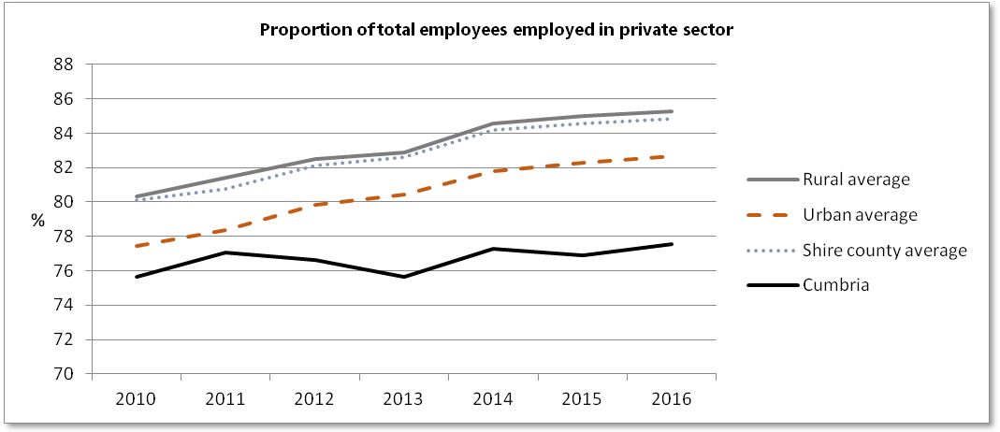 Proportion of total employees employed in private sector
88
86
84
82
80
78
76
74
72
70
%
2010 2011 2012 2013 2014 2015 2016
Rural average
Urban average
Shire county average
Cumbria